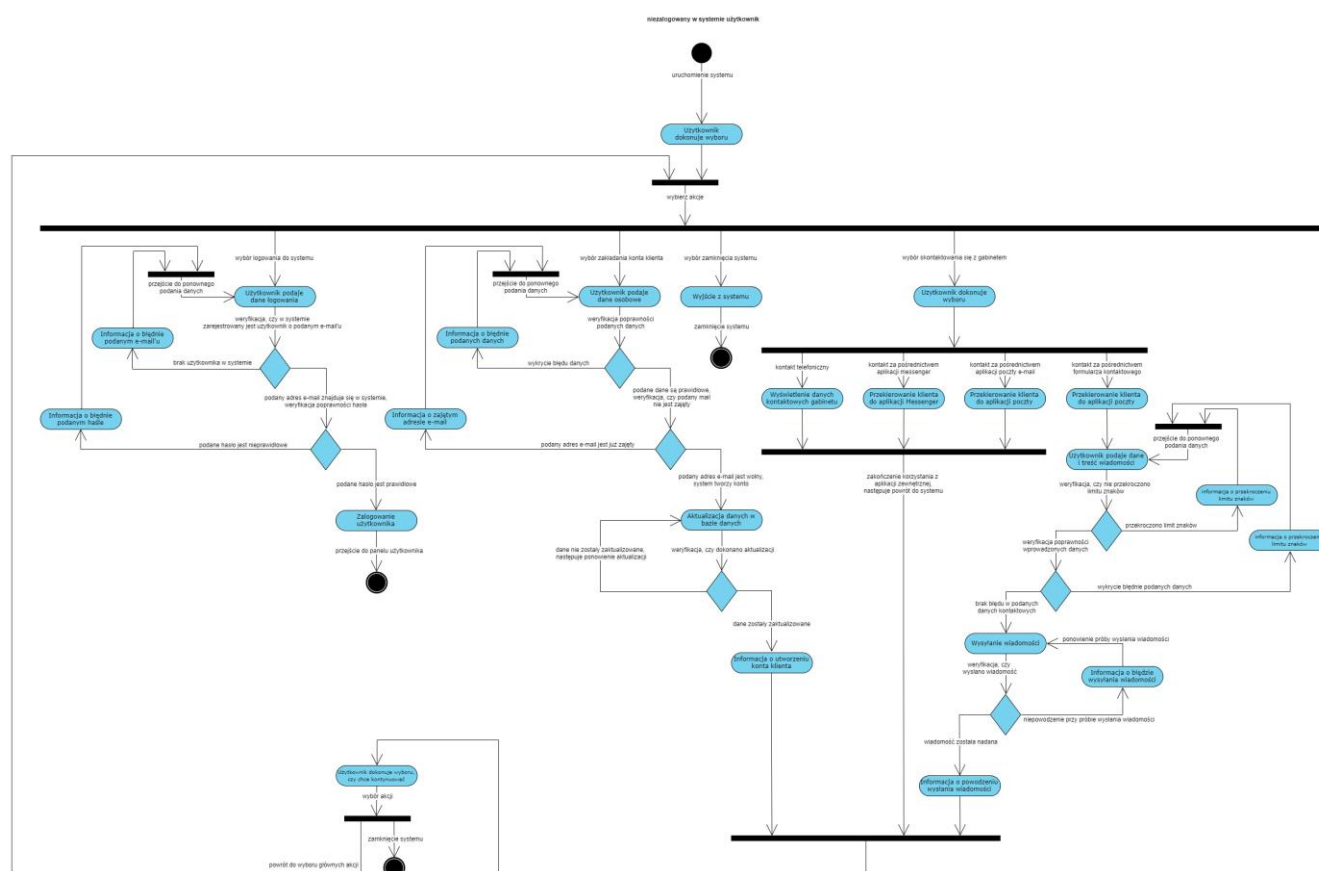 niezalogowany w systemie użytkownik
uruchomienie systemu
Użytkownik
dokonuje wyboru
wybierz akcje
wybór logowania do systemu
przejście do ponownego
podania danych
Użytkownik podaje
dane logowania
weryfikacja, czy w systemie
zarejestrowany jest użytkownik o podanym e-mail'u
Informacja o błędnie
podanym e-mail'u
brak użytkownika w systemie
podany adres e-mail znajduje się w systemie,
weryfikacja poprawności hasła
Informacja o błędnie
podanym haśle
podane hasło jest nieprawidłowe
podane hasło jest prawidłowe
Zalogowanie
użytkownika
przejście do panelu użytkownika
wybór zakładania konta klienta
przejście do ponownego
podania danych
Użytkownik podaje
dane osobowe
weryfikacja poprawności
podanych danych
Informacja o błędnie
podanych danych
wykrycie błędu danych
podane dane są prawidłowe,
weryfikacja, czy podany mail
nie jest zajęty
Informacja o zajętym
adresie e-mail
podany adres e-mail jest już zajęty
podany adres e-mail jest wolny,
system tworzy konto
Aktualizacja danych w
bazie danych
dane nie zostały zaktualizowane,
następuje ponowienie aktualizacji
weryfikacja, czy dokonano aktualizacji
dane zostały zaktualizowane
Informacja o utworzeniu
konta klienta
wybór zamknięcia systemu
Wyjście z systemu
zamknięcie systemu
wybór skontaktowania się z gabinetem
Użytkownik dokonuje
wyboru
kontakt telefoniczny
Wyświetlenie danych
kontaktowych gabinetu
kontakt za pośrednictwem
aplikacji messenger
Przekierowanie klienta
do aplikacji Messenger
kontakt za pośrednictwem
aplikacji poczty e-mail
Przekierowanie klienta
do aplikacji poczty
kontakt za pośrednictwem
formularza kontaktowego
Przekierowanie klienta
do aplikacji poczty
zakończenie korzystania z
aplikacji zewnętrznej,
następuje powrót do systemu
przejście do ponownego
podania danych
Użytkownik podaje dane
i treść wiadomości
weryfikacja, czy nie przekroczono
limitu znaków
informacja o przekroczeniu
limitu znaków
przekroczono limit znaków
informacja o przekroczeniu
limitu znaków
weryfikacja poprawności
wprowadzonych danych
wykrycie błędnie podanych danych
brak błędu w podanych
danych kontaktowych
Wysyłanie wiadomości
ponowienie próby wysłania wiadomości
weryfikacja, czy
wysłano wiadomość
Informacja o błędzie
wysyłania wiadomości
niepowodzenie przy próbie wysłania wiadomości
wiadomość została nadana
Informacja o powodzeniu
wysłania wiadomości
Użytkownik dokonuje wyboru,
czy chce kontynuować
wybór akcji
zamknięcie systemu
powrót do wyboru głównych akcji